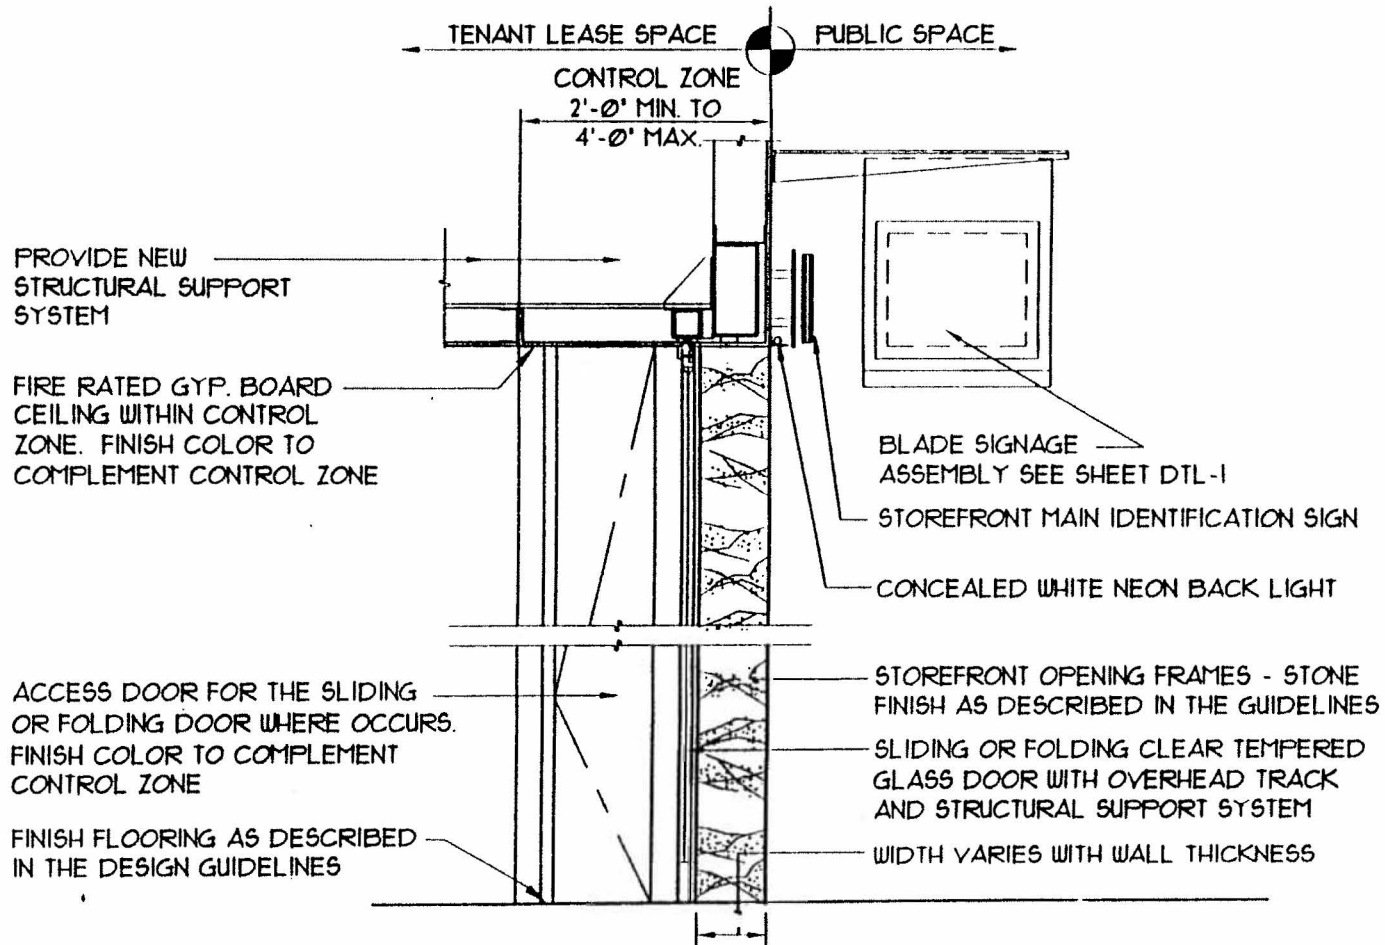 TENANT LEASE SPACE
PUBLIC SPACE
CONTROL ZONE
2'-0" MIN. TO
4'-0" MAX.
PROVIDE NEW
STRUCTURAL SUPPORT
SYSTEM
FIRE RATED GYP. BOARD
CEILING WITHIN CONTROL
ZONE. FINISH COLOR TO
COMPLEMENT CONTROL ZONE
BLADE SIGNAGE
ASSEMBLY SEE SHEET DTL-1
STOREFRONT MAIN IDENTIFICATION SIGN
CONCEALED WHITE NEON BACK LIGHT
ACCESS DOOR FOR THE SLIDING
OR FOLDING DOOR WHERE OCCURS.
FINISH COLOR TO COMPLEMENT
CONTROL ZONE
FINISH FLOORING AS DESCRIBED
IN THE DESIGN GUIDELINES
STOREFRONT OPENING FRAMES - STONE
FINISH AS DESCRIBED IN THE GUIDELINES
SLIDING OR FOLDING CLEAR TEMPERED
GLASS DOOR WITH OVERHEAD TRACK
AND STRUCTURAL SUPPORT SYSTEM
WIDTH VARIES WITH WALL THICKNESS